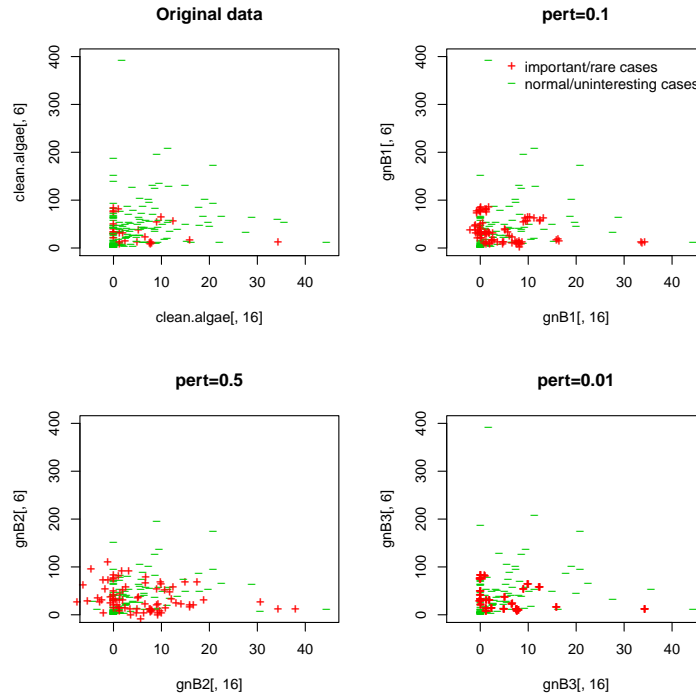 Original data
clean.algae[, 6]
400
300
200
100
0
0 10 20 30 40
clean.algae[, 16]
pert=0.1
+ important/rare cases
− normal/uninteresting cases
gnB1[, 6]
400
300
200
100
0
0 10 20 30 40
gnB1[, 16]
pert=0.5
gnB2[, 6]
400
300
200
100
0
0 10 20 30 40
gnB2[, 16]
pert=0.01
gnB3[, 6]
400
300
200
100
0
0 10 20 30 40
gnB3[, 16]